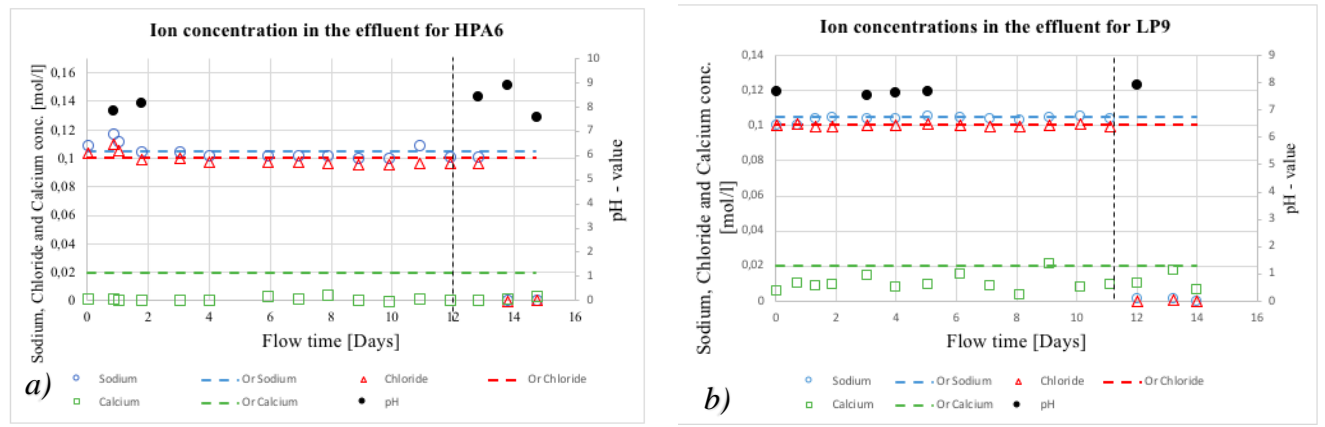 Ion concentration in the effluent for HPA6
Sodium, Chloride and Calcium conc. [mol/l]
0,16
0,14
0,12
0,1
0,08
0,06
0,04
0,02
0
10
9
8
7
6
5
4
3
2
1
0
pH - value
0 2 4 6 8 10 12 14 16
Flow time [Days]
Sodium Or Sodium Chloride Or Chloride
Calcium Or Calcium pH
a)
Ion concentrations in the effluent for LP9
Sodium, Chloride and Calcium conc.
[mol/l]
0,14
0,12
0,1
0,08
0,06
0,04
0,02
0
9
8
7
6
5
4
3
2
1
0
pH - value
0 2 4 6 8 10 12 14 16
Flow time [Days]
Sodium Or Sodium Chloride Or Chloride
Calcium Or Calcium pH
b)